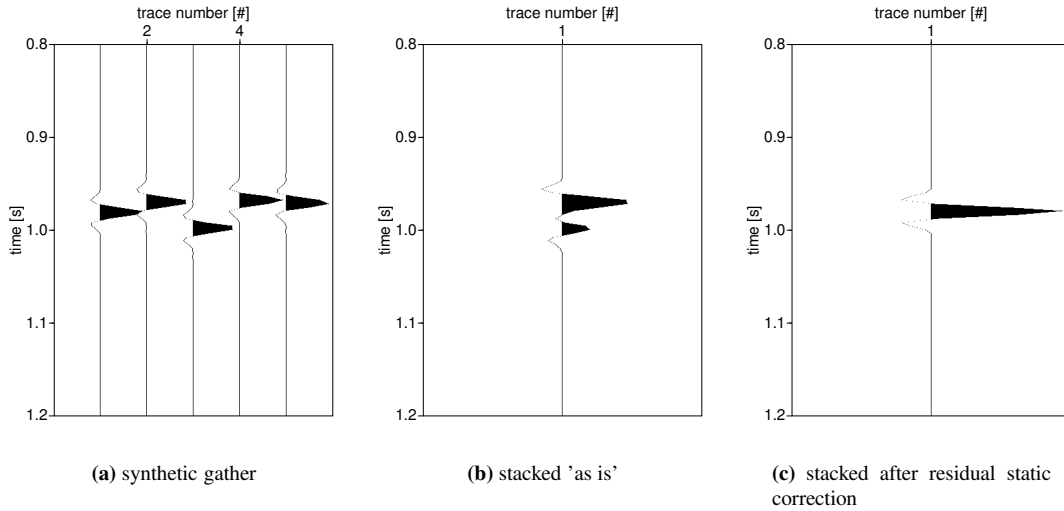 trace number [#]
2 4
0.8
0.9
1.0
1.1
1.2
time [s]
(a) synthetic gather
trace number [#]
1
0.8
0.9
1.0
1.1
1.2
time [s]
(b) stacked 'as is'
trace number [#]
1
0.8
0.9
1.0
1.1
1.2
time [s]
(c) stacked after residual static
correction